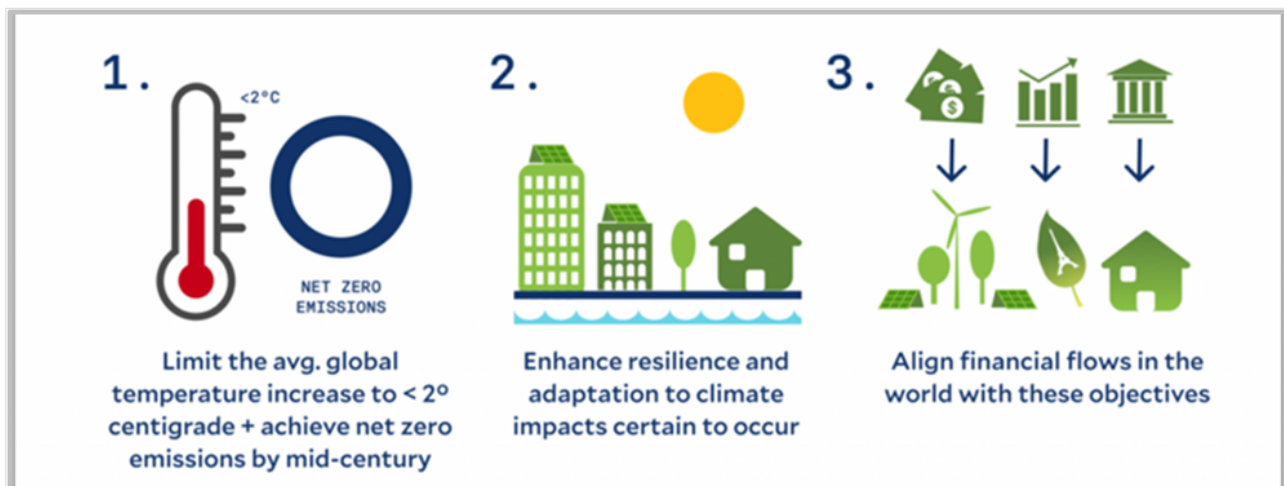 1.
<2°C
NET ZERO
EMISSIONS
Limit the avg. global
temperature increase to < 2º
centigrade + achieve net zero
emissions by mid-century
2.
Enhance resilience and
adaptation to climate
impacts certain to occur
3.
$
Align financial flows in the
world with these objectives